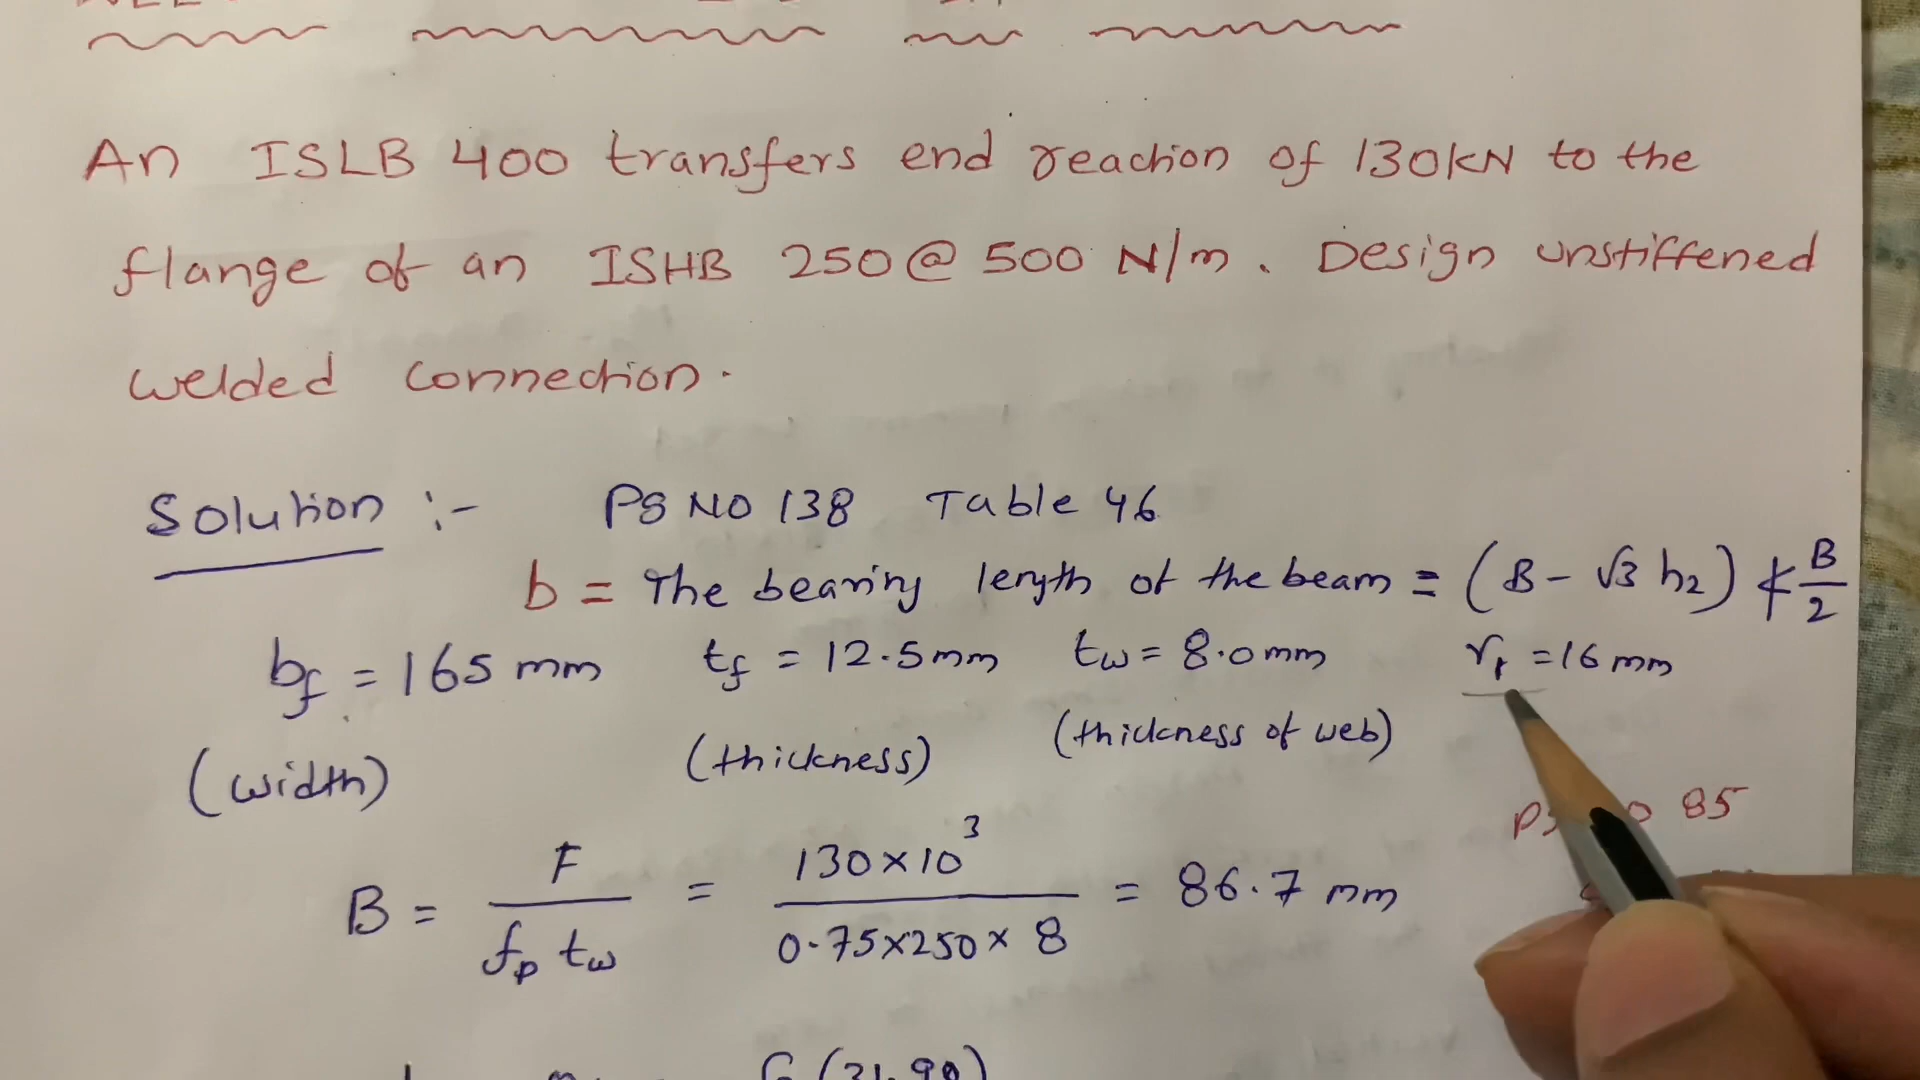 An ISLB 400 transfers end reaction of 130kN to the
flange of an ISHB 250 @ 500 N/m. Design unstiffened
welded connection.
Solution :- Pg NO 138 Table 46
b = The bearing length of the beam = (B - √3 h₂) ≮ B/2
bf = 165 mm tf = 12.5mm tw = 8.0mm r₁ = 16 mm
(width) (thickness) (thickness of web)
85
B = F / fp tw = 130×10³ / 0.75×250×8 = 86.7 mm